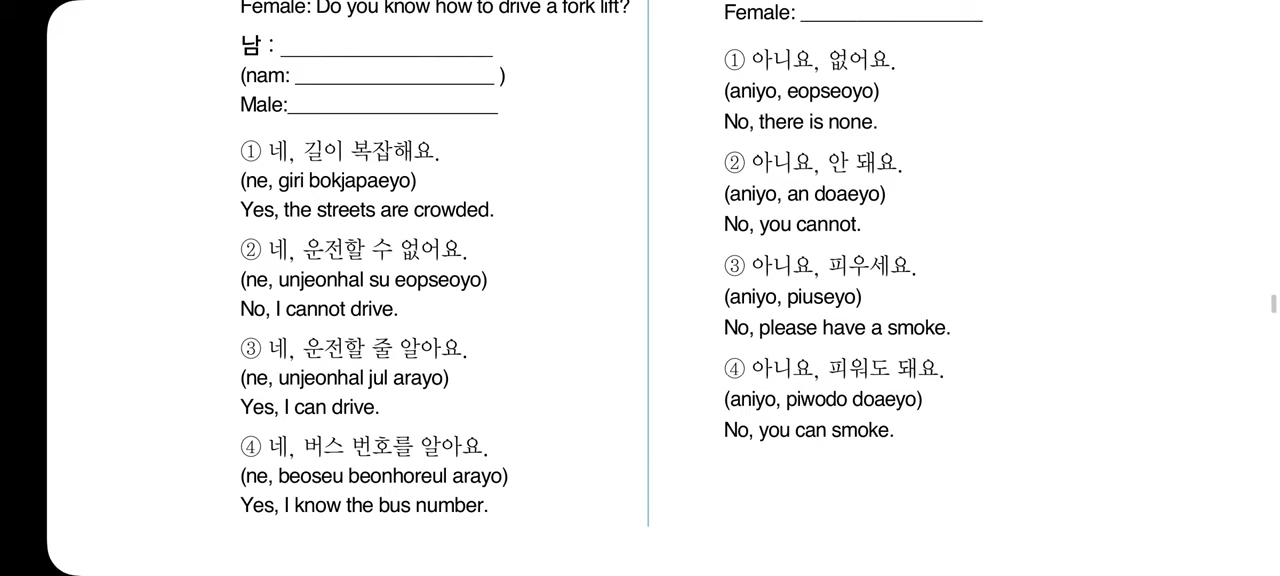 Female: Do you know how to drive a fork lift?
남 : ___________________
(nam: __________________ )
Male:___________________
① 네, 길이 복잡해요.
(ne, giri bokjapaeyo)
Yes, the streets are crowded.
② 네, 운전할 수 없어요.
(ne, unjeonhal su eopseoyo)
No, I cannot drive.
③ 네, 운전할 줄 알아요.
(ne, unjeonhal jul arayo)
Yes, I can drive.
④ 네, 버스 번호를 알아요.
(ne, beoseu beonhoreul arayo)
Yes, I know the bus number.
Female: _________________
① 아니요, 없어요.
(aniyo, eopseoyo)
No, there is none.
② 아니요, 안 돼요.
(aniyo, an doaeyo)
No, you cannot.
③ 아니요, 피우세요.
(aniyo, piuseyo)
No, please have a smoke.
④ 아니요, 피워도 돼요.
(aniyo, piwodo doaeyo)
No, you can smoke.